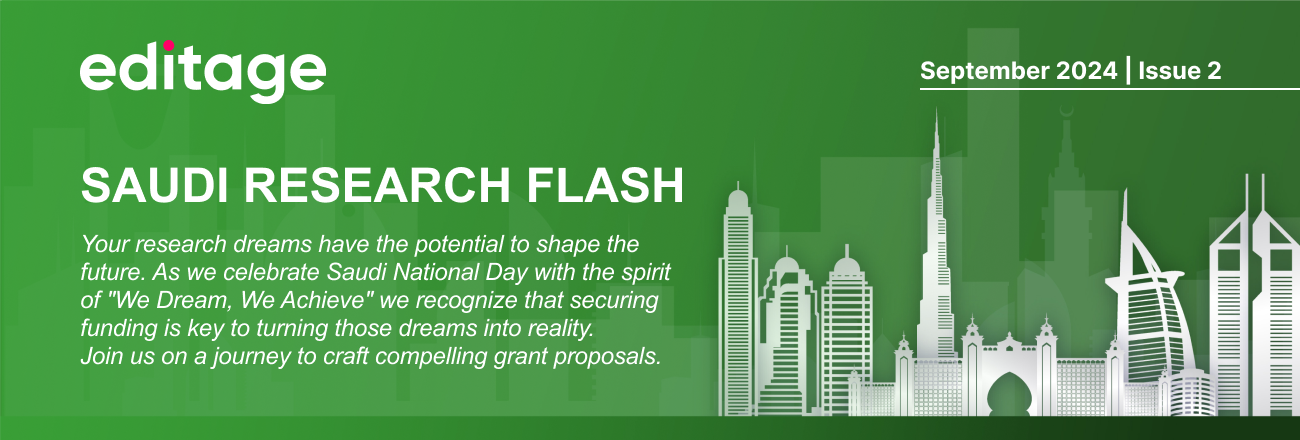 editage
September 2024 | Issue 2
SAUDI RESEARCH FLASH
Your research dreams have the potential to shape the
future. As we celebrate Saudi National Day with the spirit
of "We Dream, We Achieve" we recognize that securing
funding is key to turning those dreams into reality.
Join us on a journey to craft compelling grant proposals.